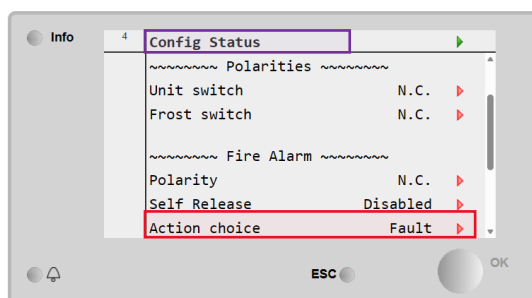 Info
4 Config Status
~~~~~~~~ Polarities ~~~~~~~~
Unit switch N.C.
Frost switch N.C.
~~~~~~~~ Fire Alarm ~~~~~~~~
Polarity N.C.
Self Release Disabled
Action choice Fault
ESC OK